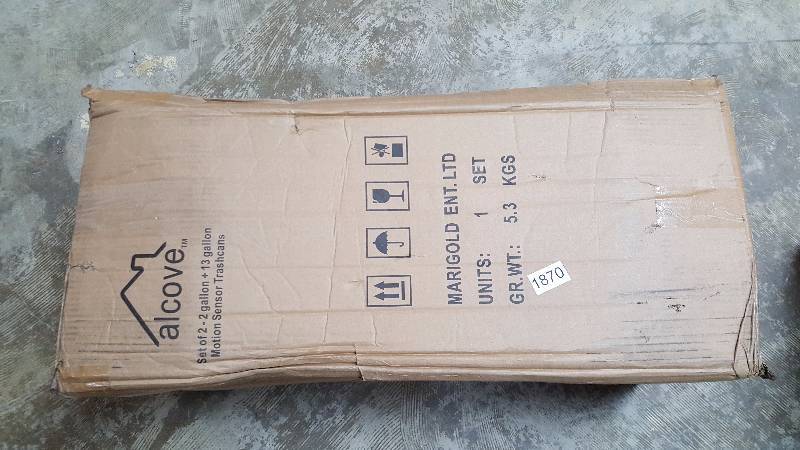 alcove™
Set of 2 - 2 gallon + 13 gallon
Motion Sensor Trashcans
MARIGOLD ENT. LTD
UNITS: 1 SET
GR.WT.: 5.3 KGS
1870